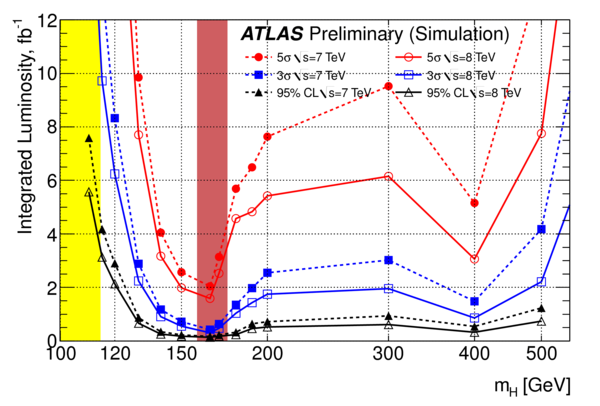 ATLAS Preliminary (Simulation)
5σ √s=7 TeV 5σ √s=8 TeV
3σ √s=7 TeV 3σ √s=8 TeV
95% CL √s=7 TeV 95% CL √s=8 TeV
Integrated Luminosity, fb⁻¹
12
10
8
6
4
2
0
100 120 150 200 300 400 500
m_H [GeV]